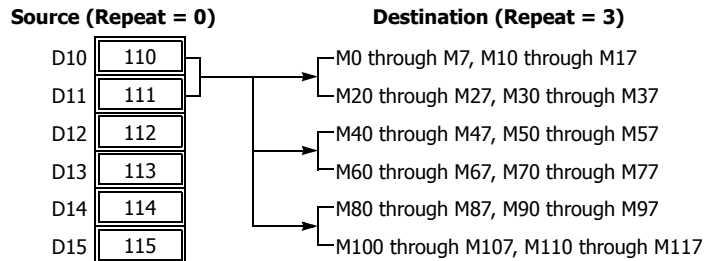 Source (Repeat = 0) Destination (Repeat = 3)
D10 110 M0 through M7, M10 through M17
D11 111 M20 through M27, M30 through M37
D12 112 M40 through M47, M50 through M57
D13 113 M60 through M67, M70 through M77
D14 114 M80 through M87, M90 through M97
D15 115 M100 through M107, M110 through M117